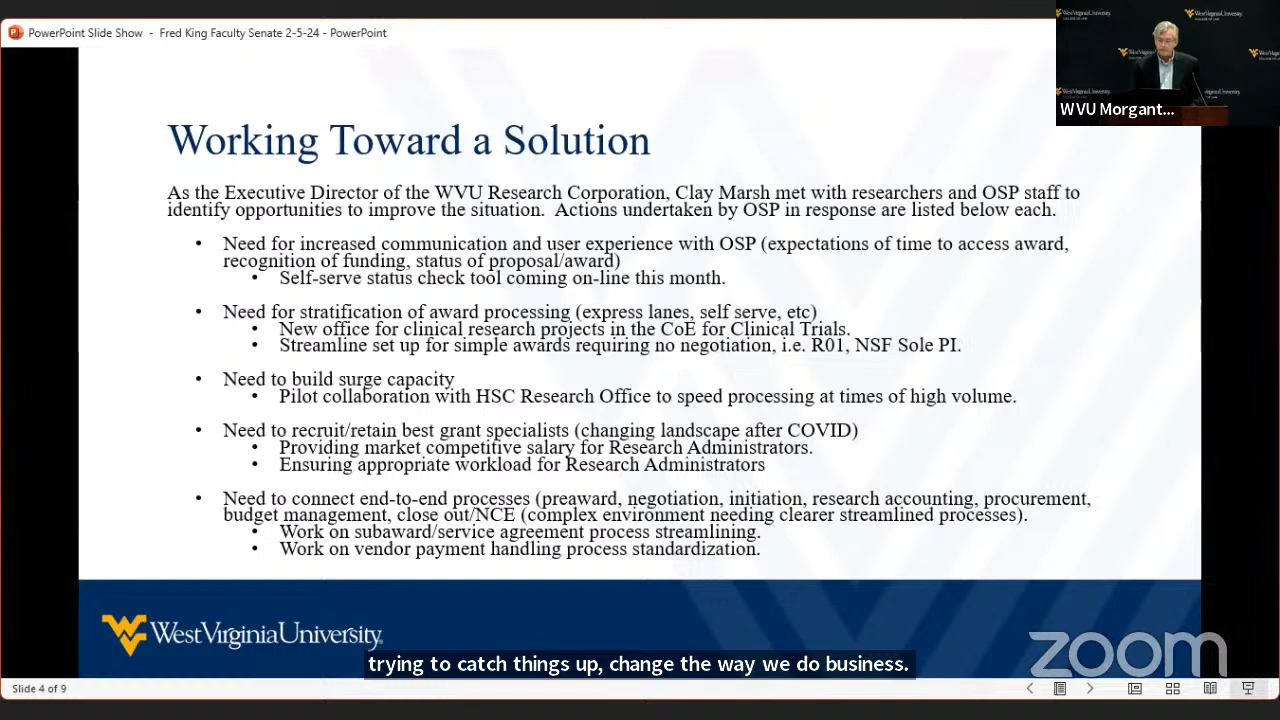 PowerPoint Slide Show - Fred King Faculty Senate 2-5-24 - PowerPoint
WVU Morgant...
Working Toward a Solution
As the Executive Director of the WVU Research Corporation, Clay Marsh met with researchers and OSP staff to
identify opportunities to improve the situation. Actions undertaken by OSP in response are listed below each.
• Need for increased communication and user experience with OSP (expectations of time to access award,
recognition of funding, status of proposal/award)
• Self-serve status check tool coming on-line this month.
• Need for stratification of award processing (express lanes, self serve, etc)
• New office for clinical research projects in the CoE for Clinical Trials.
• Streamline set up for simple awards requiring no negotiation, i.e. R01, NSF Sole PI.
• Need to build surge capacity
• Pilot collaboration with HSC Research Office to speed processing at times of high volume.
• Need to recruit/retain best grant specialists (changing landscape after COVID)
• Providing market competitive salary for Research Administrators.
• Ensuring appropriate workload for Research Administrators
• Need to connect end-to-end processes (preaward, negotiation, initiation, research accounting, procurement,
budget management, close out/NCE (complex environment needing clearer streamlined processes).
• Work on subaward/service agreement process streamlining.
• Work on vendor payment handling process standardization.
WestVirginiaUniversity
zoom
trying to catch things up, change the way we do business.
Slide 4 of 9